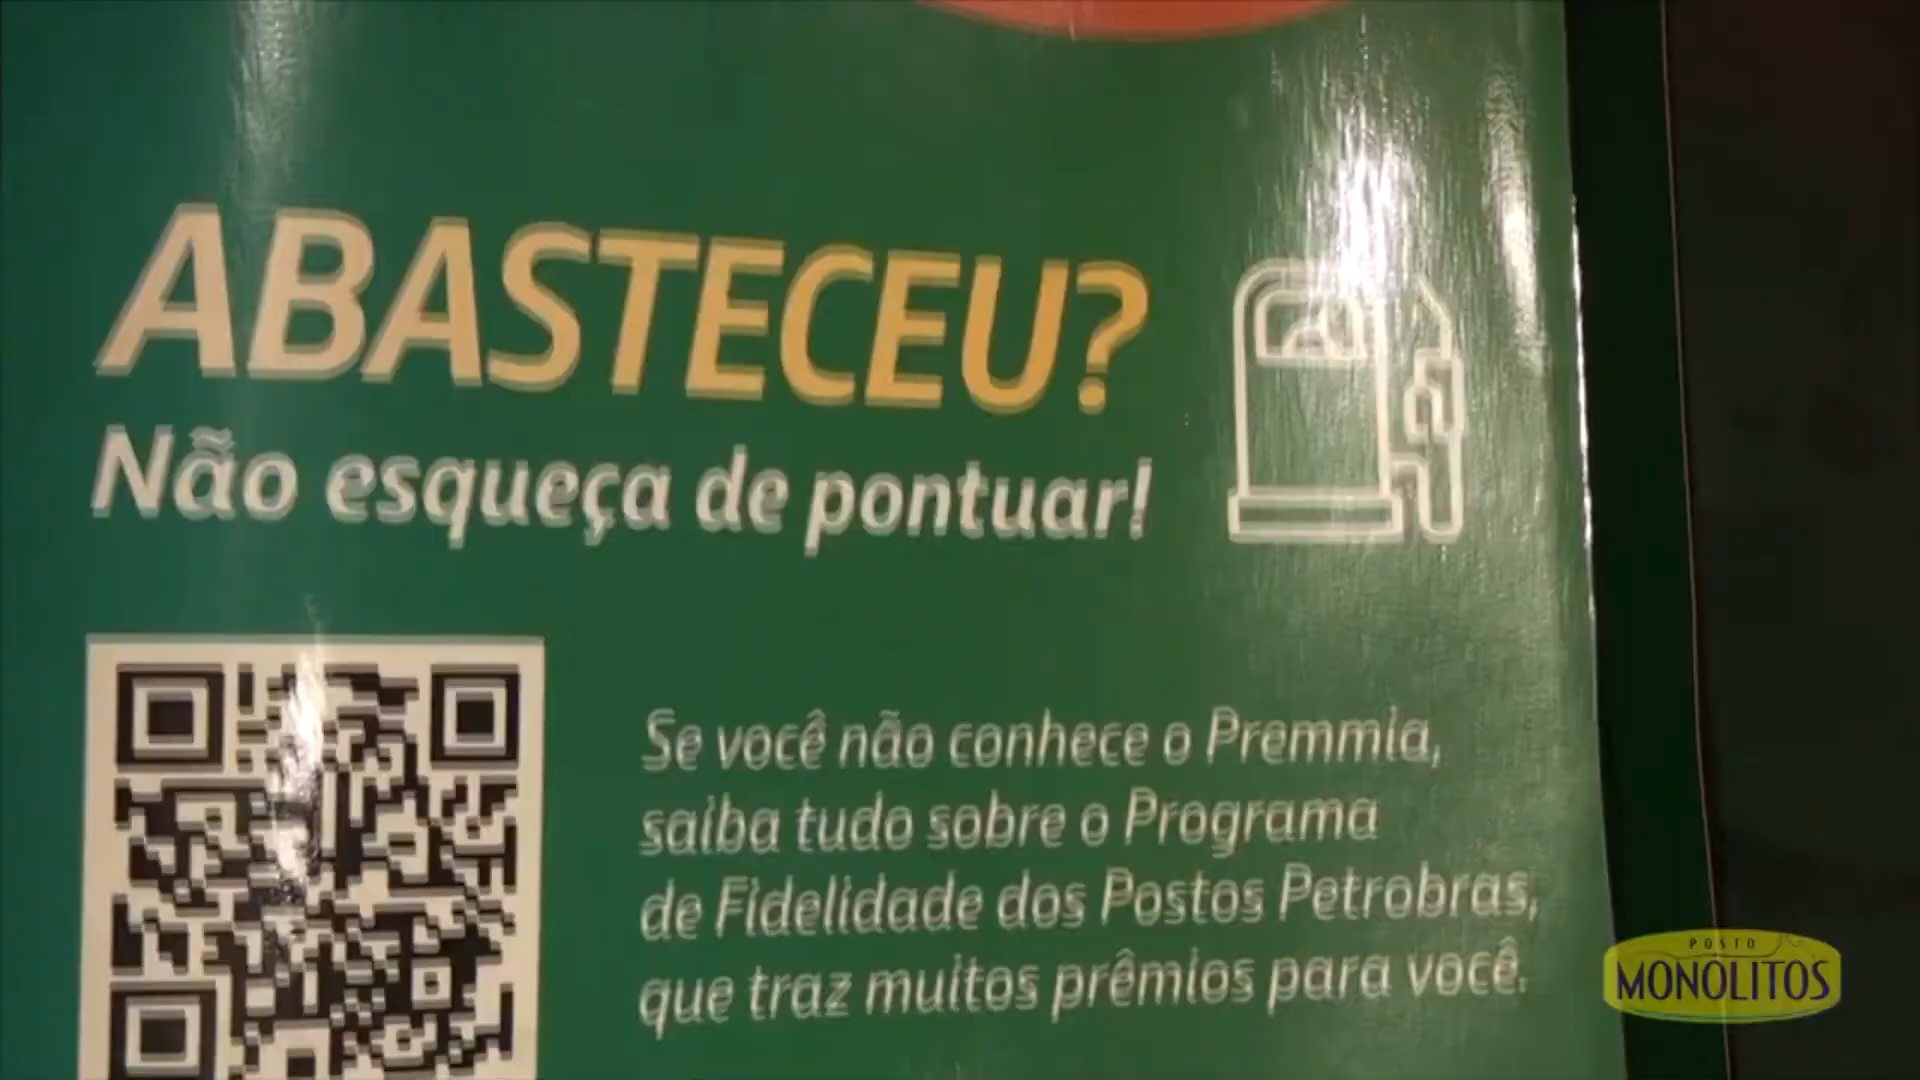 ABASTECEU?
Não esqueça de pontuar!
Se você não conhece o Premmia,
saiba tudo sobre o Programa
de Fidelidade dos Postos Petrobras,
que traz muitos prêmios para você.
POSTO
MONOLITOS